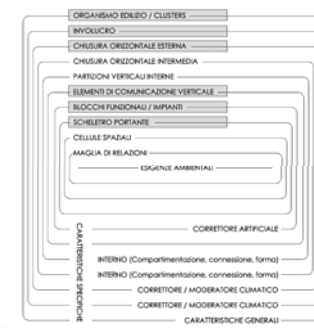 ORGANISMO EDILIZIO / CLUSTERS
INVOLUCRO
CHIUSURA ORIZZONTALE ESTERNA
CHIUSURA ORIZZONTALE INTERMEDIA
PARTIZIONI VERTICALI INTERNE
ELEMENTI DI COMUNICAZIONE VERTICALE
BLOCCHI FUNZIONALI / IMPIANTI
SCHELETRO PORTANTE
CELLULE SPAZIALI
MAGLIA DI RELAZIONI
ESIGENZE AMBIENTALI
CARATTERISTICHE SPECIFICHE
CORRETTORE ARTIFICIALE
INTERNO (Compartimentazione, connessione, forma)
INTERNO (Compartimentazione, connessione, forma)
CORRETTORE / MODERATORE CLIMATICO
CORRETTORE / MODERATORE CLIMATICO
CARATTERISTICHE GENERALI